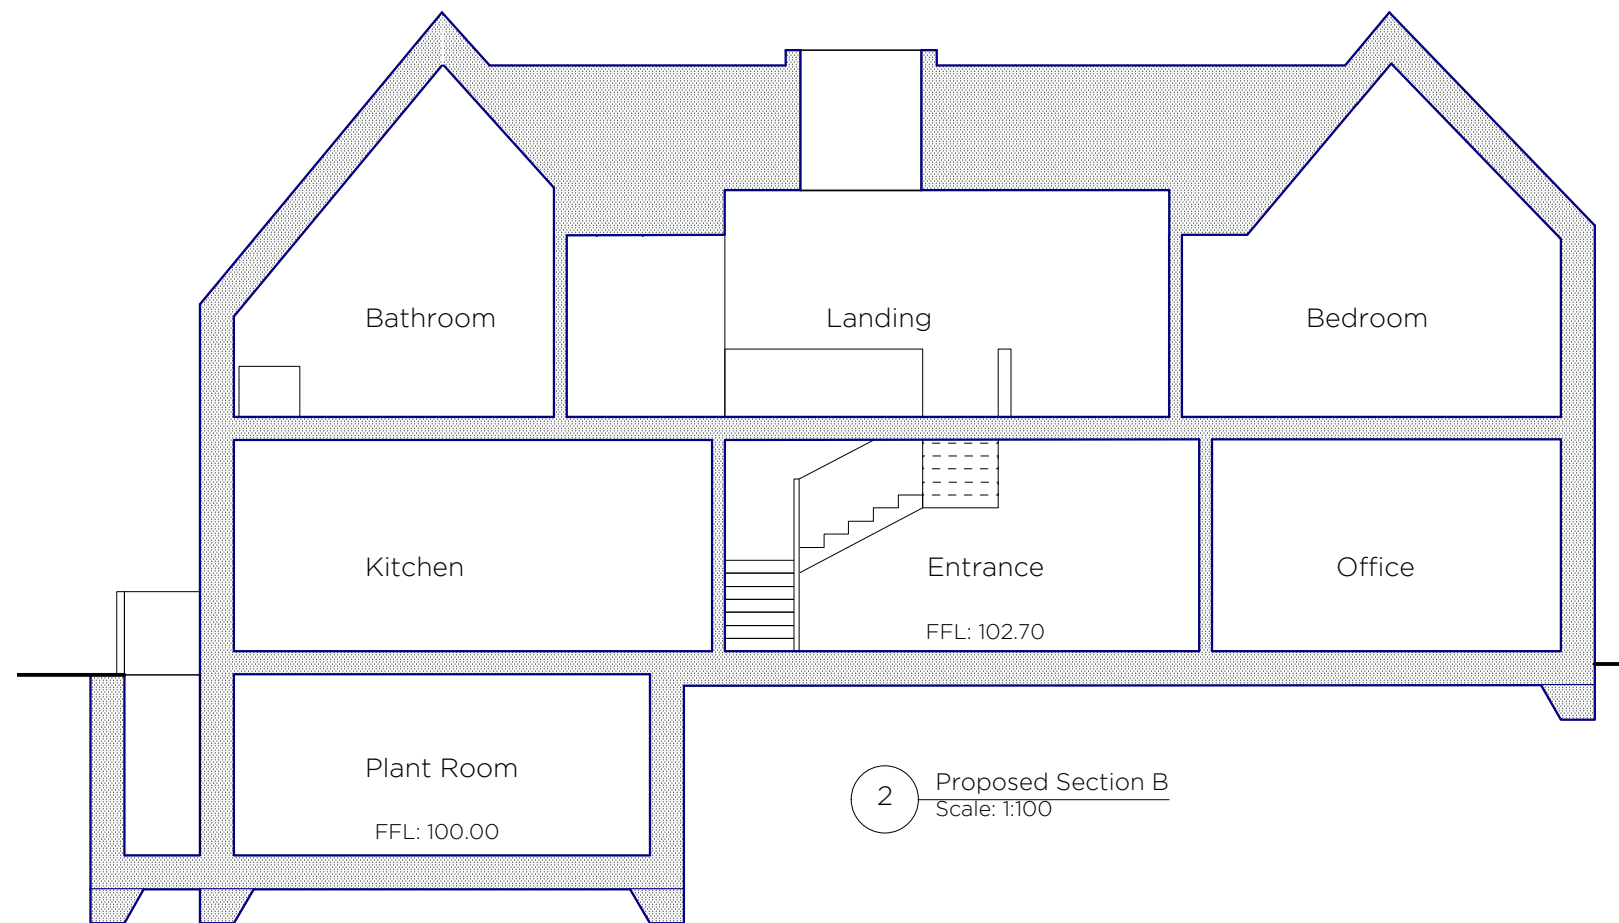 Bathroom
Landing
Bedroom
Kitchen
Entrance
Office
FFL: 102.70
Plant Room
FFL: 100.00
2
Proposed Section B
Scale: 1:100